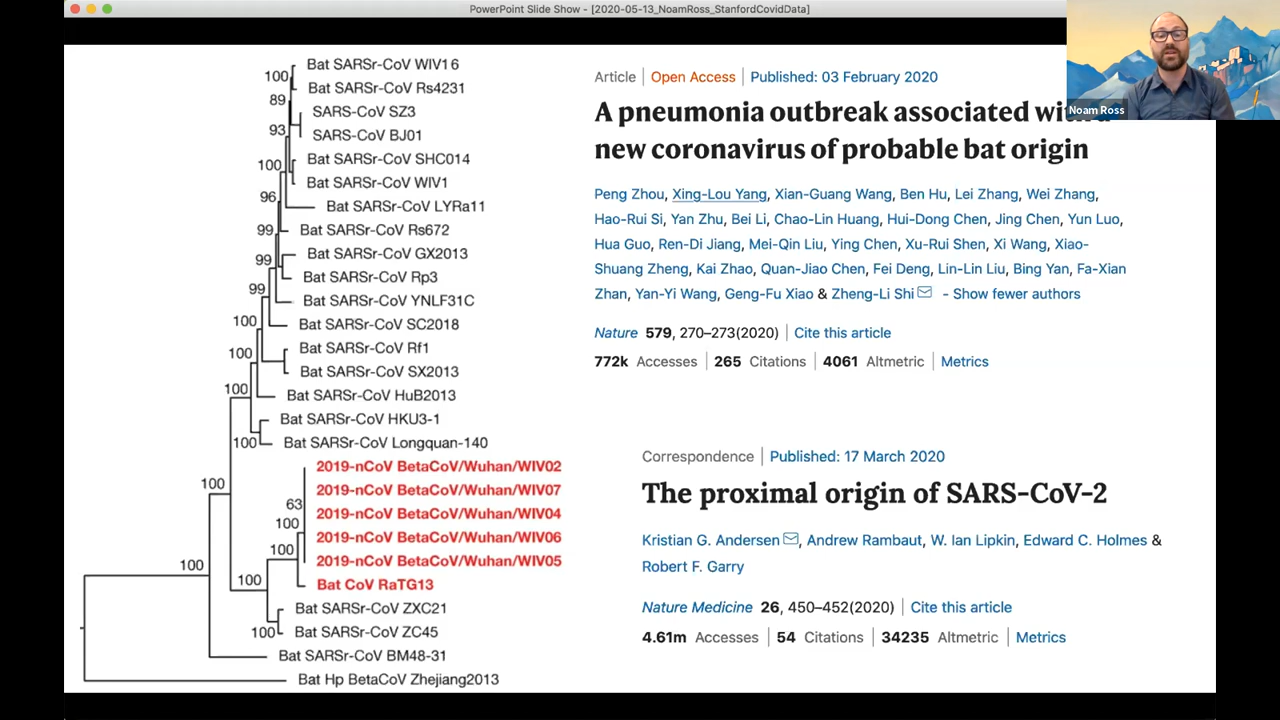 PowerPoint Slide Show - [2020-05-13_NoamRoss_StanfordCovidData]
Noam Ross
Bat SARSr-CoV WIV16
100
Bat SARSr-CoV Rs4231
89
SARS-CoV SZ3
93
SARS-CoV BJ01
Bat SARSr-CoV SHC014
100
Bat SARSr-CoV WIV1
96
Bat SARSr-CoV LYRa11
99
Bat SARSr-CoV Rs672
Bat SARSr-CoV GX2013
99
Bat SARSr-CoV Rp3
99
Bat SARSr-CoV YNLF31C
100
Bat SARSr-CoV SC2018
Bat SARSr-CoV Rf1
100
Bat SARSr-CoV SX2013
100
Bat SARSr-CoV HuB2013
Bat SARSr-CoV HKU3-1
100
Bat SARSr-CoV Longquan-140
2019-nCoV BetaCoV/Wuhan/WIV02
100
2019-nCoV BetaCoV/Wuhan/WIV07
63
2019-nCoV BetaCoV/Wuhan/WIV04
100
2019-nCoV BetaCoV/Wuhan/WIV06
100
2019-nCoV BetaCoV/Wuhan/WIV05
100
100
Bat CoV RaTG13
Bat SARSr-CoV ZXC21
100
Bat SARSr-CoV ZC45
Bat SARSr-CoV BM48-31
Bat Hp BetaCoV Zhejiang2013
Article | Open Access | Published: 03 February 2020
A pneumonia outbreak associated with a
new coronavirus of probable bat origin
Peng Zhou, Xing-Lou Yang, Xian-Guang Wang, Ben Hu, Lei Zhang, Wei Zhang,
Hao-Rui Si, Yan Zhu, Bei Li, Chao-Lin Huang, Hui-Dong Chen, Jing Chen, Yun Luo,
Hua Guo, Ren-Di Jiang, Mei-Qin Liu, Ying Chen, Xu-Rui Shen, Xi Wang, Xiao-
Shuang Zheng, Kai Zhao, Quan-Jiao Chen, Fei Deng, Lin-Lin Liu, Bing Yan, Fa-Xian
Zhan, Yan-Yi Wang, Geng-Fu Xiao & Zheng-Li Shi - Show fewer authors
Nature 579, 270–273(2020) | Cite this article
772k Accesses | 265 Citations | 4061 Altmetric | Metrics
Correspondence | Published: 17 March 2020
The proximal origin of SARS-CoV-2
Kristian G. Andersen, Andrew Rambaut, W. Ian Lipkin, Edward C. Holmes &
Robert F. Garry
Nature Medicine 26, 450–452(2020) | Cite this article
4.61m Accesses | 54 Citations | 34235 Altmetric | Metrics